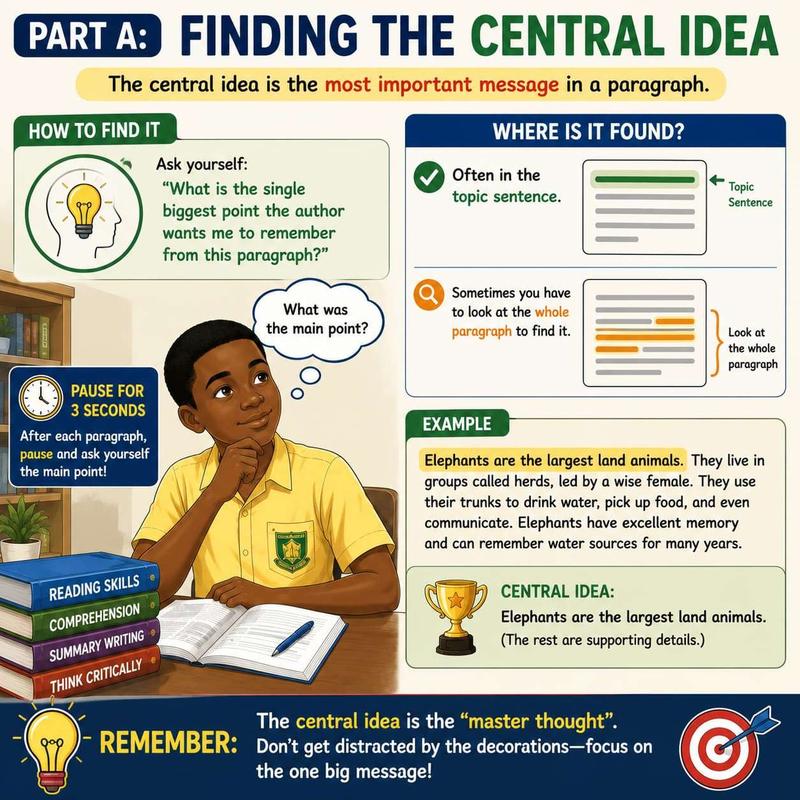 PART A: FINDING THE CENTRAL IDEA
The central idea is the most important message in a paragraph.
HOW TO FIND IT
Ask yourself:
“What is the single
biggest point the author
wants me to remember
from this paragraph?”
WHERE IS IT FOUND?
Often in the
topic sentence.
Topic
Sentence
Sometimes you have
to look at the whole
paragraph to find it.
Look at
the whole
paragraph
What was
the main point?
PAUSE FOR
3 SECONDS
After each paragraph,
pause and ask yourself
the main point!
EXAMPLE
Elephants are the largest land animals. They live in
groups called herds, led by a wise female. They use
their trunks to drink water, pick up food, and even
communicate. Elephants have excellent memory
and can remember water sources for many years.
CENTRAL IDEA:
Elephants are the largest land animals.
(The rest are supporting details.)
READING SKILLS
COMPREHENSION
SUMMARY WRITING
THINK CRITICALLY
REMEMBER:
The central idea is the “master thought”.
Don’t get distracted by the decorations—focus on
the one big message!